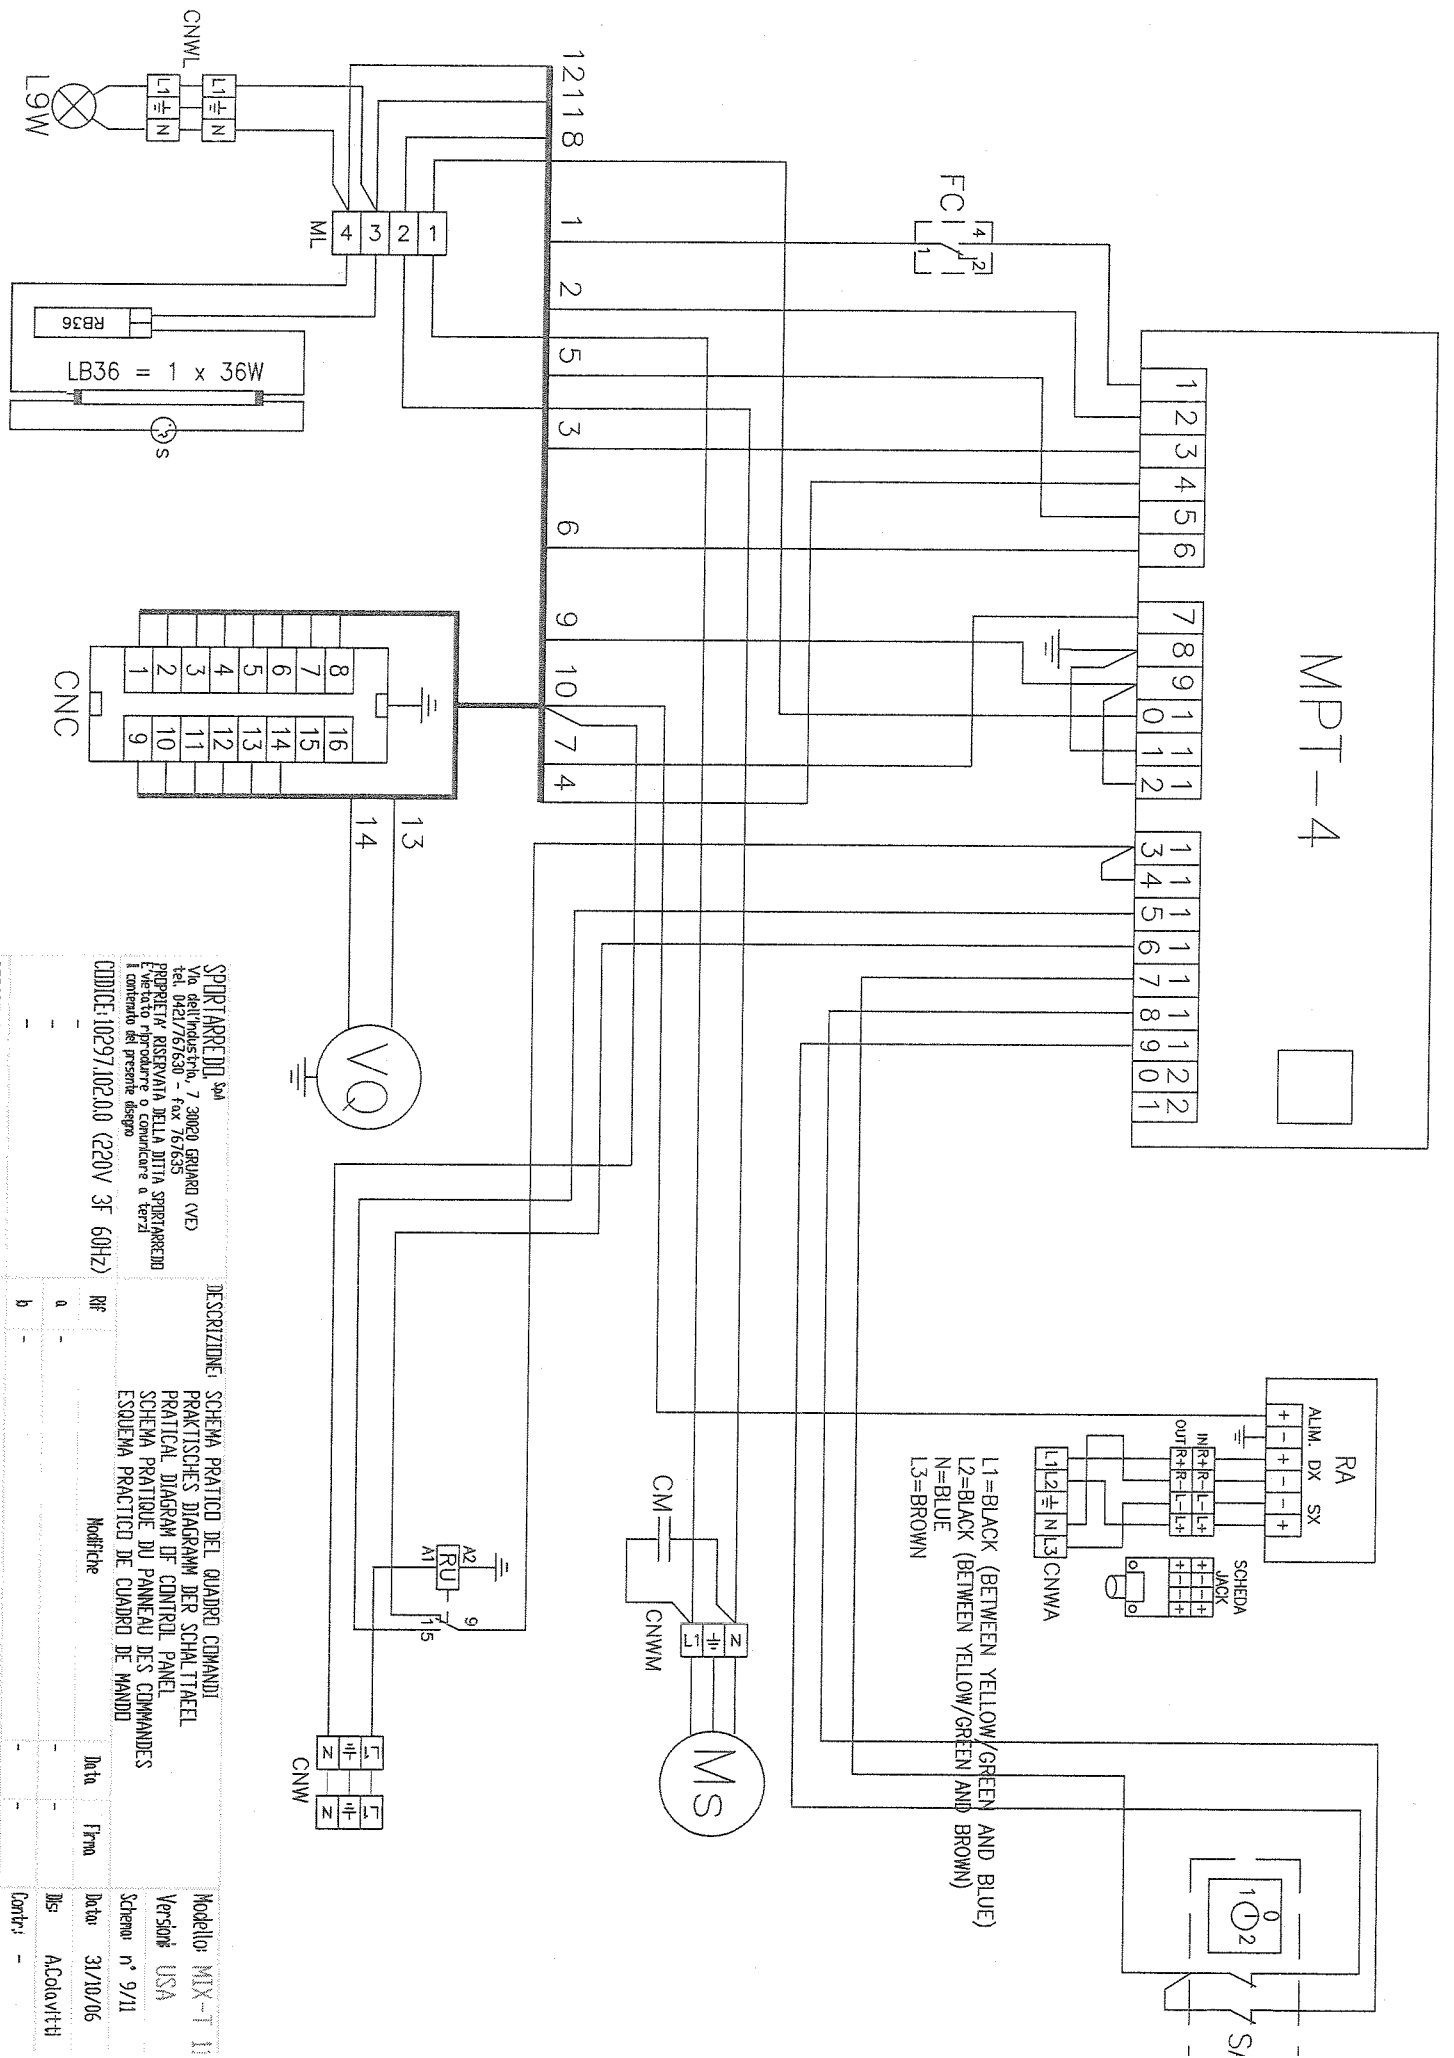 MPT-4
1 2 3 4 5 6
7 8 9 10 11 12
13 14 15 16 17 18 19 20 21
FC
4
2
1
12 11 8 1 2 5 3 6 9 10 7 4
CNWL
L1 N
L1 N
L9W
ML
4 3 2 1
RB36
LB36 = 1 x 36W
S
CNC
1 2 3 4 5 6 7 8
9 10 11 12 13 14 15 16
13
14
VQ
RA
ALIM. DX SX
+ - + - - +
IN R+ R- L- L+
OUT R+ R- L- L+
L1 L2 N L3 CNWA
SCHEDA
JACK
+ - - +
+ - - +
L1=BLACK (BETWEEN YELLOW/GREEN AND BLUE)
L2=BLACK (BETWEEN YELLOW/GREEN AND BROWN)
N=BLUE
L3=BROWN
CM
CNWM
L1 N
MS
RU
A1
A2
9
1 5
CNW
N L1
N L1
0
1 2
SPORTARREDO. SpA
Via dell'Industria, 7 30020 GRUARO (VE)
tel. 0421/767630 - fax 767635
PROPRIETA' RISERVATA DELLA DITTA SPORTARREDO
E'vietato riprodurre o comunicare a terzi
il contenuto del presente disegno
CODICE:10297.102.0.0 (220V 3F 60Hz)
DESCRIZIONE: SCHEMA PRATICO DEL QUADRO COMANDI
PRAKTISCHES DIAGRAMM DER SCHALTTAEEL
PRATICAL DIAGRAM OF CONTROL PANEL
SCHEMA PRATIQUE DU PANNEAU DES COMMANDES
ESQUEMA PRACTICO DE CUADRO DE MANDO
Rif Modifiche Data Firma
- a - - -
- b - - -
Modello: MIX-T
Version: USA
Schema: n° 9/11
Data: 31/10/06
Dis: A.Colavitti
Contr.: -